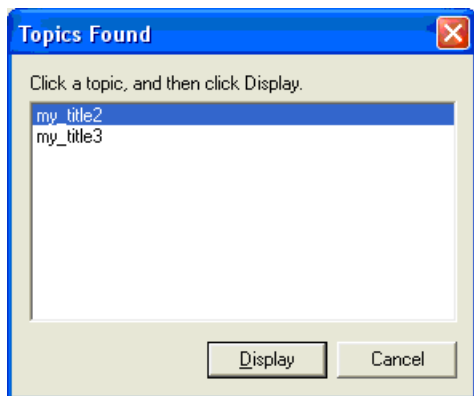 Topics Found
Click a topic, and then click Display.
my_title2
my_title3
Display
Cancel